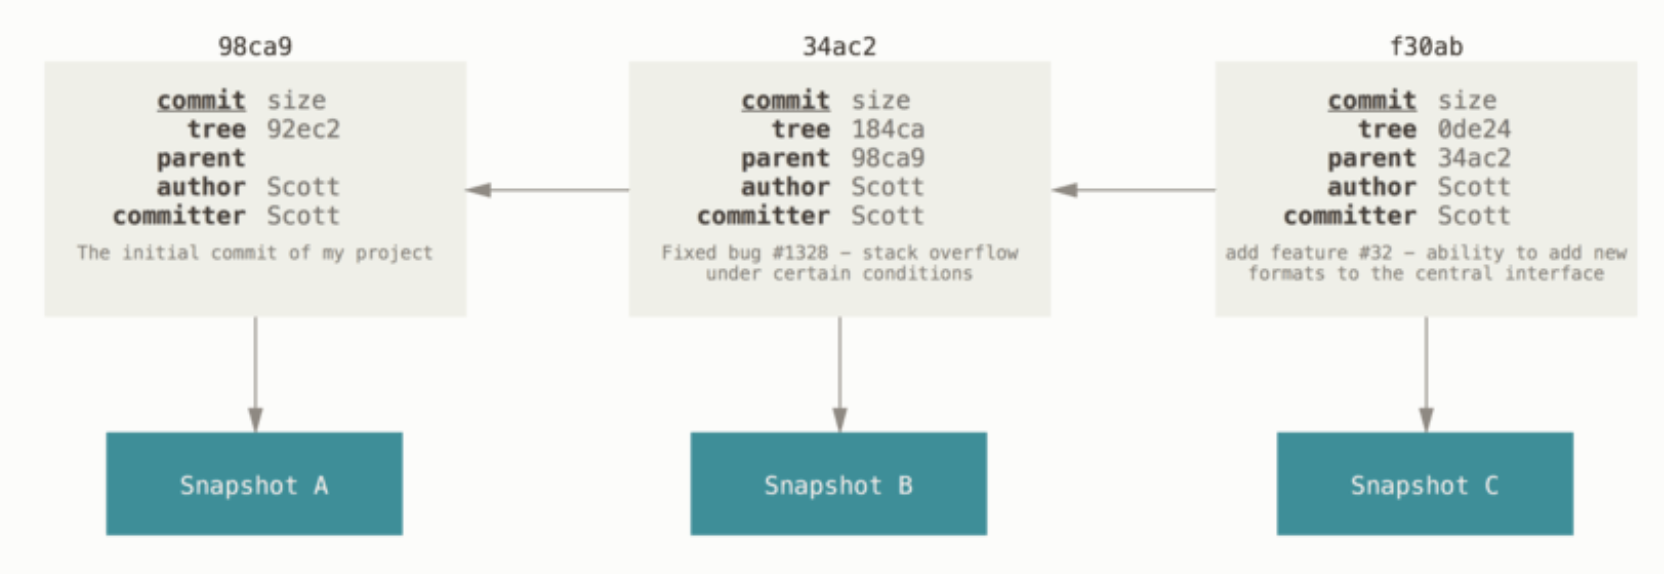 98ca9
commit size
tree 92ec2
parent
author Scott
committer Scott
The initial commit of my project
Snapshot A
34ac2
commit size
tree 184ca
parent 98ca9
author Scott
committer Scott
Fixed bug #1328 – stack overflow
under certain conditions
Snapshot B
f30ab
commit size
tree 0de24
parent 34ac2
author Scott
committer Scott
add feature #32 – ability to add new
formats to the central interface
Snapshot C